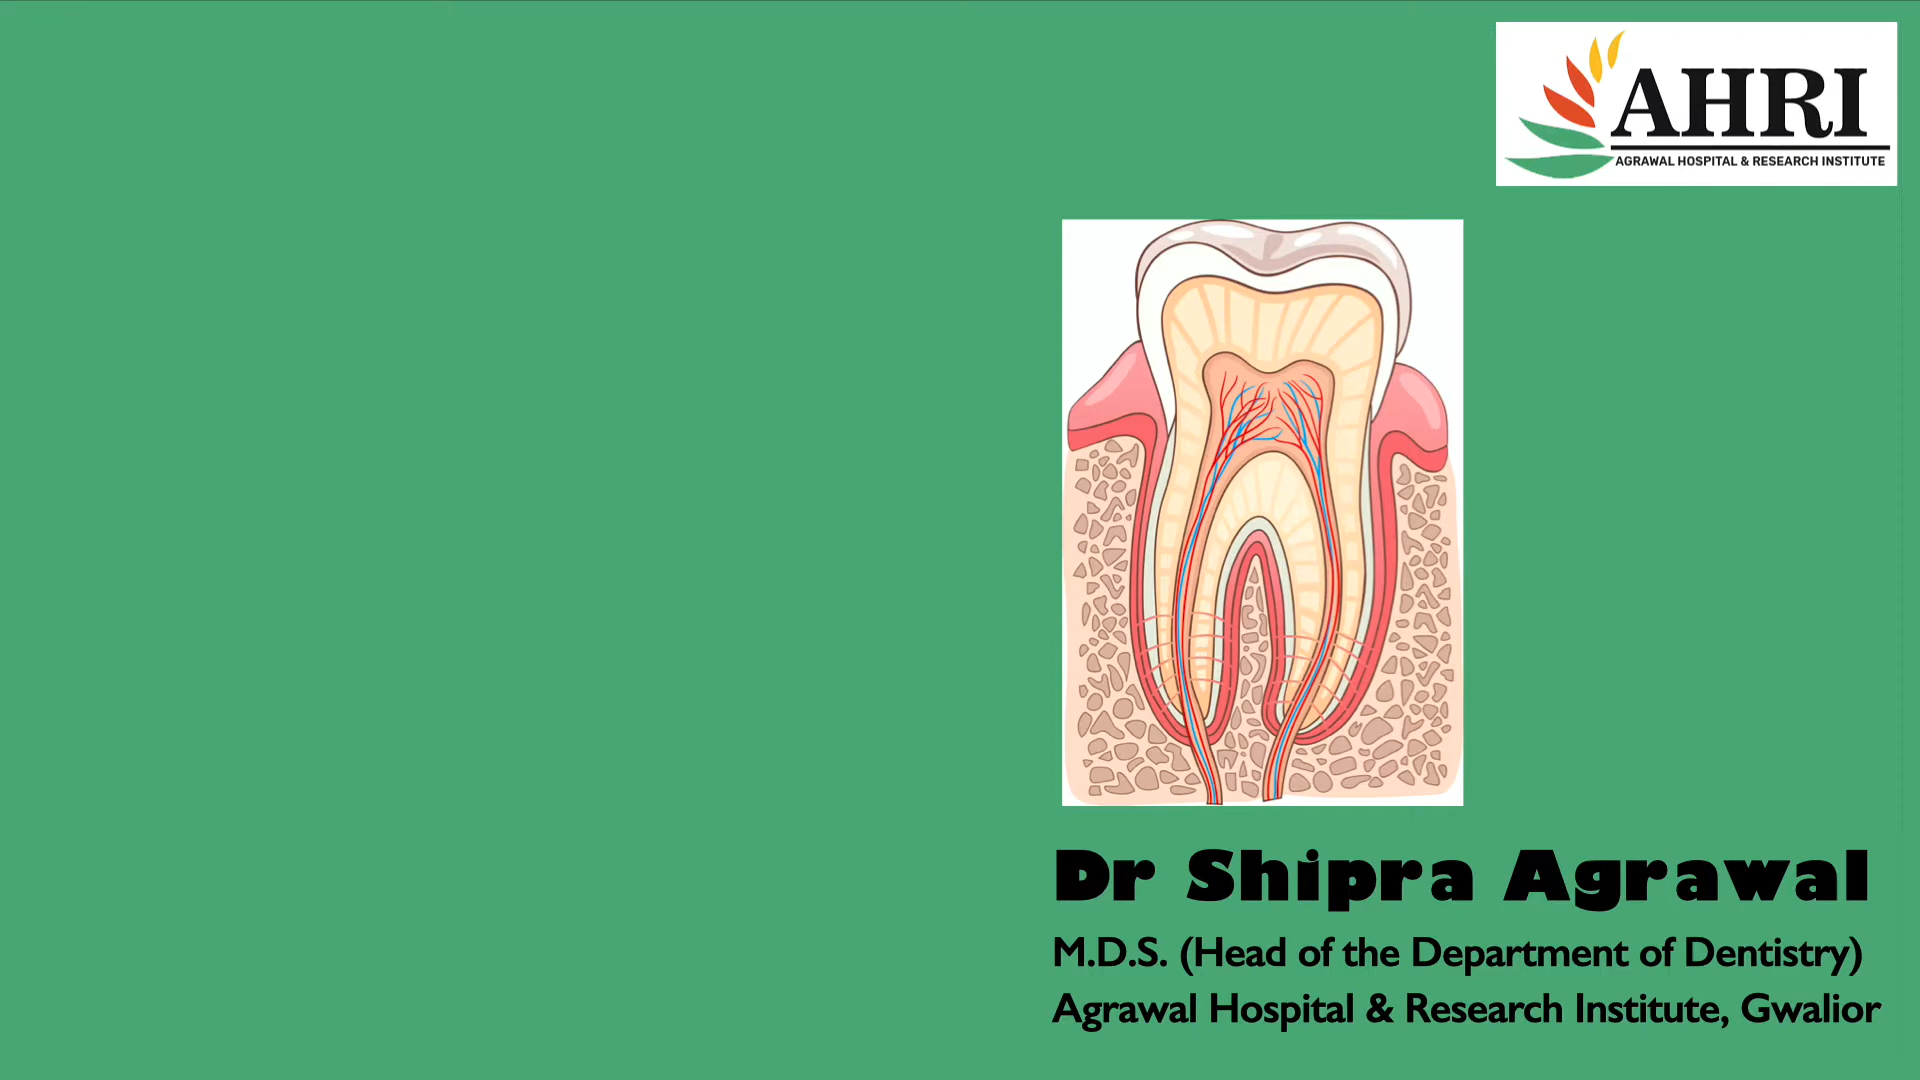 AHRI
AGRAWAL HOSPITAL & RESEARCH INSTITUTE
Dr Shipra Agrawal
M.D.S. (Head of the Department of Dentistry)
Agrawal Hospital & Research Institute, Gwalior